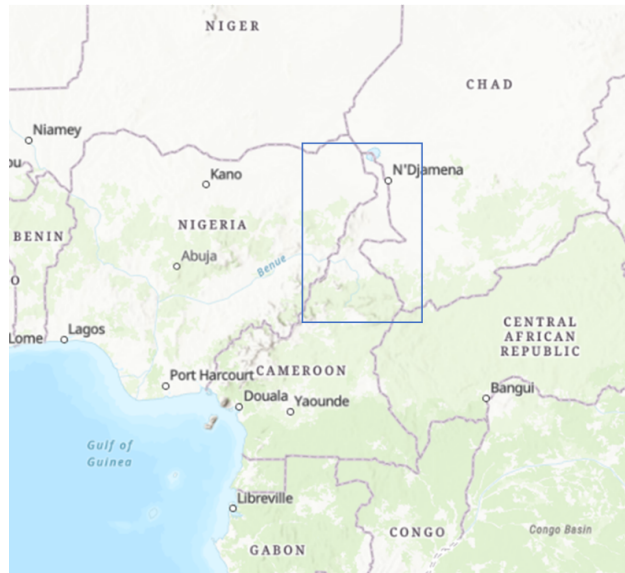 NIGER
CHAD
Niamey
ou
Kano
N'Djamena
NIGERIA
BENIN
Abuja
Benue
O
Lome
Lagos
CENTRAL
AFRICAN
REPUBLIC
Port Harcourt
CAMEROON
Douala
Yaounde
Bangui
Gulf of
Guinea
Libreville
CONGO
Congo Basin
GABON